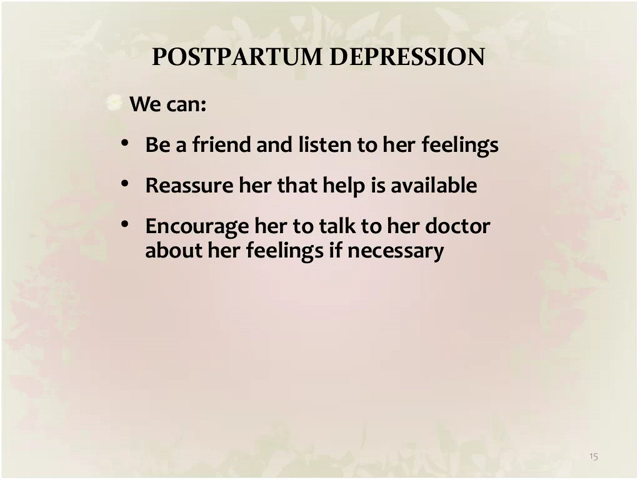 POSTPARTUM DEPRESSION
We can:
• Be a friend and listen to her feelings
• Reassure her that help is available
• Encourage her to talk to her doctor
about her feelings if necessary
15